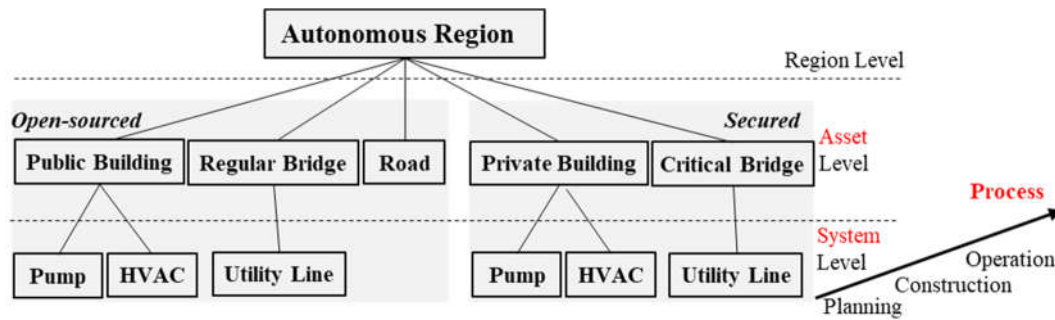 Autonomous Region
Region Level
Open-sourced
Secured
Public Building
Regular Bridge
Road
Private Building
Critical Bridge
Asset
Level
Process
System
Level
Pump
HVAC
Utility Line
Pump
HVAC
Utility Line
Operation
Construction
Planning